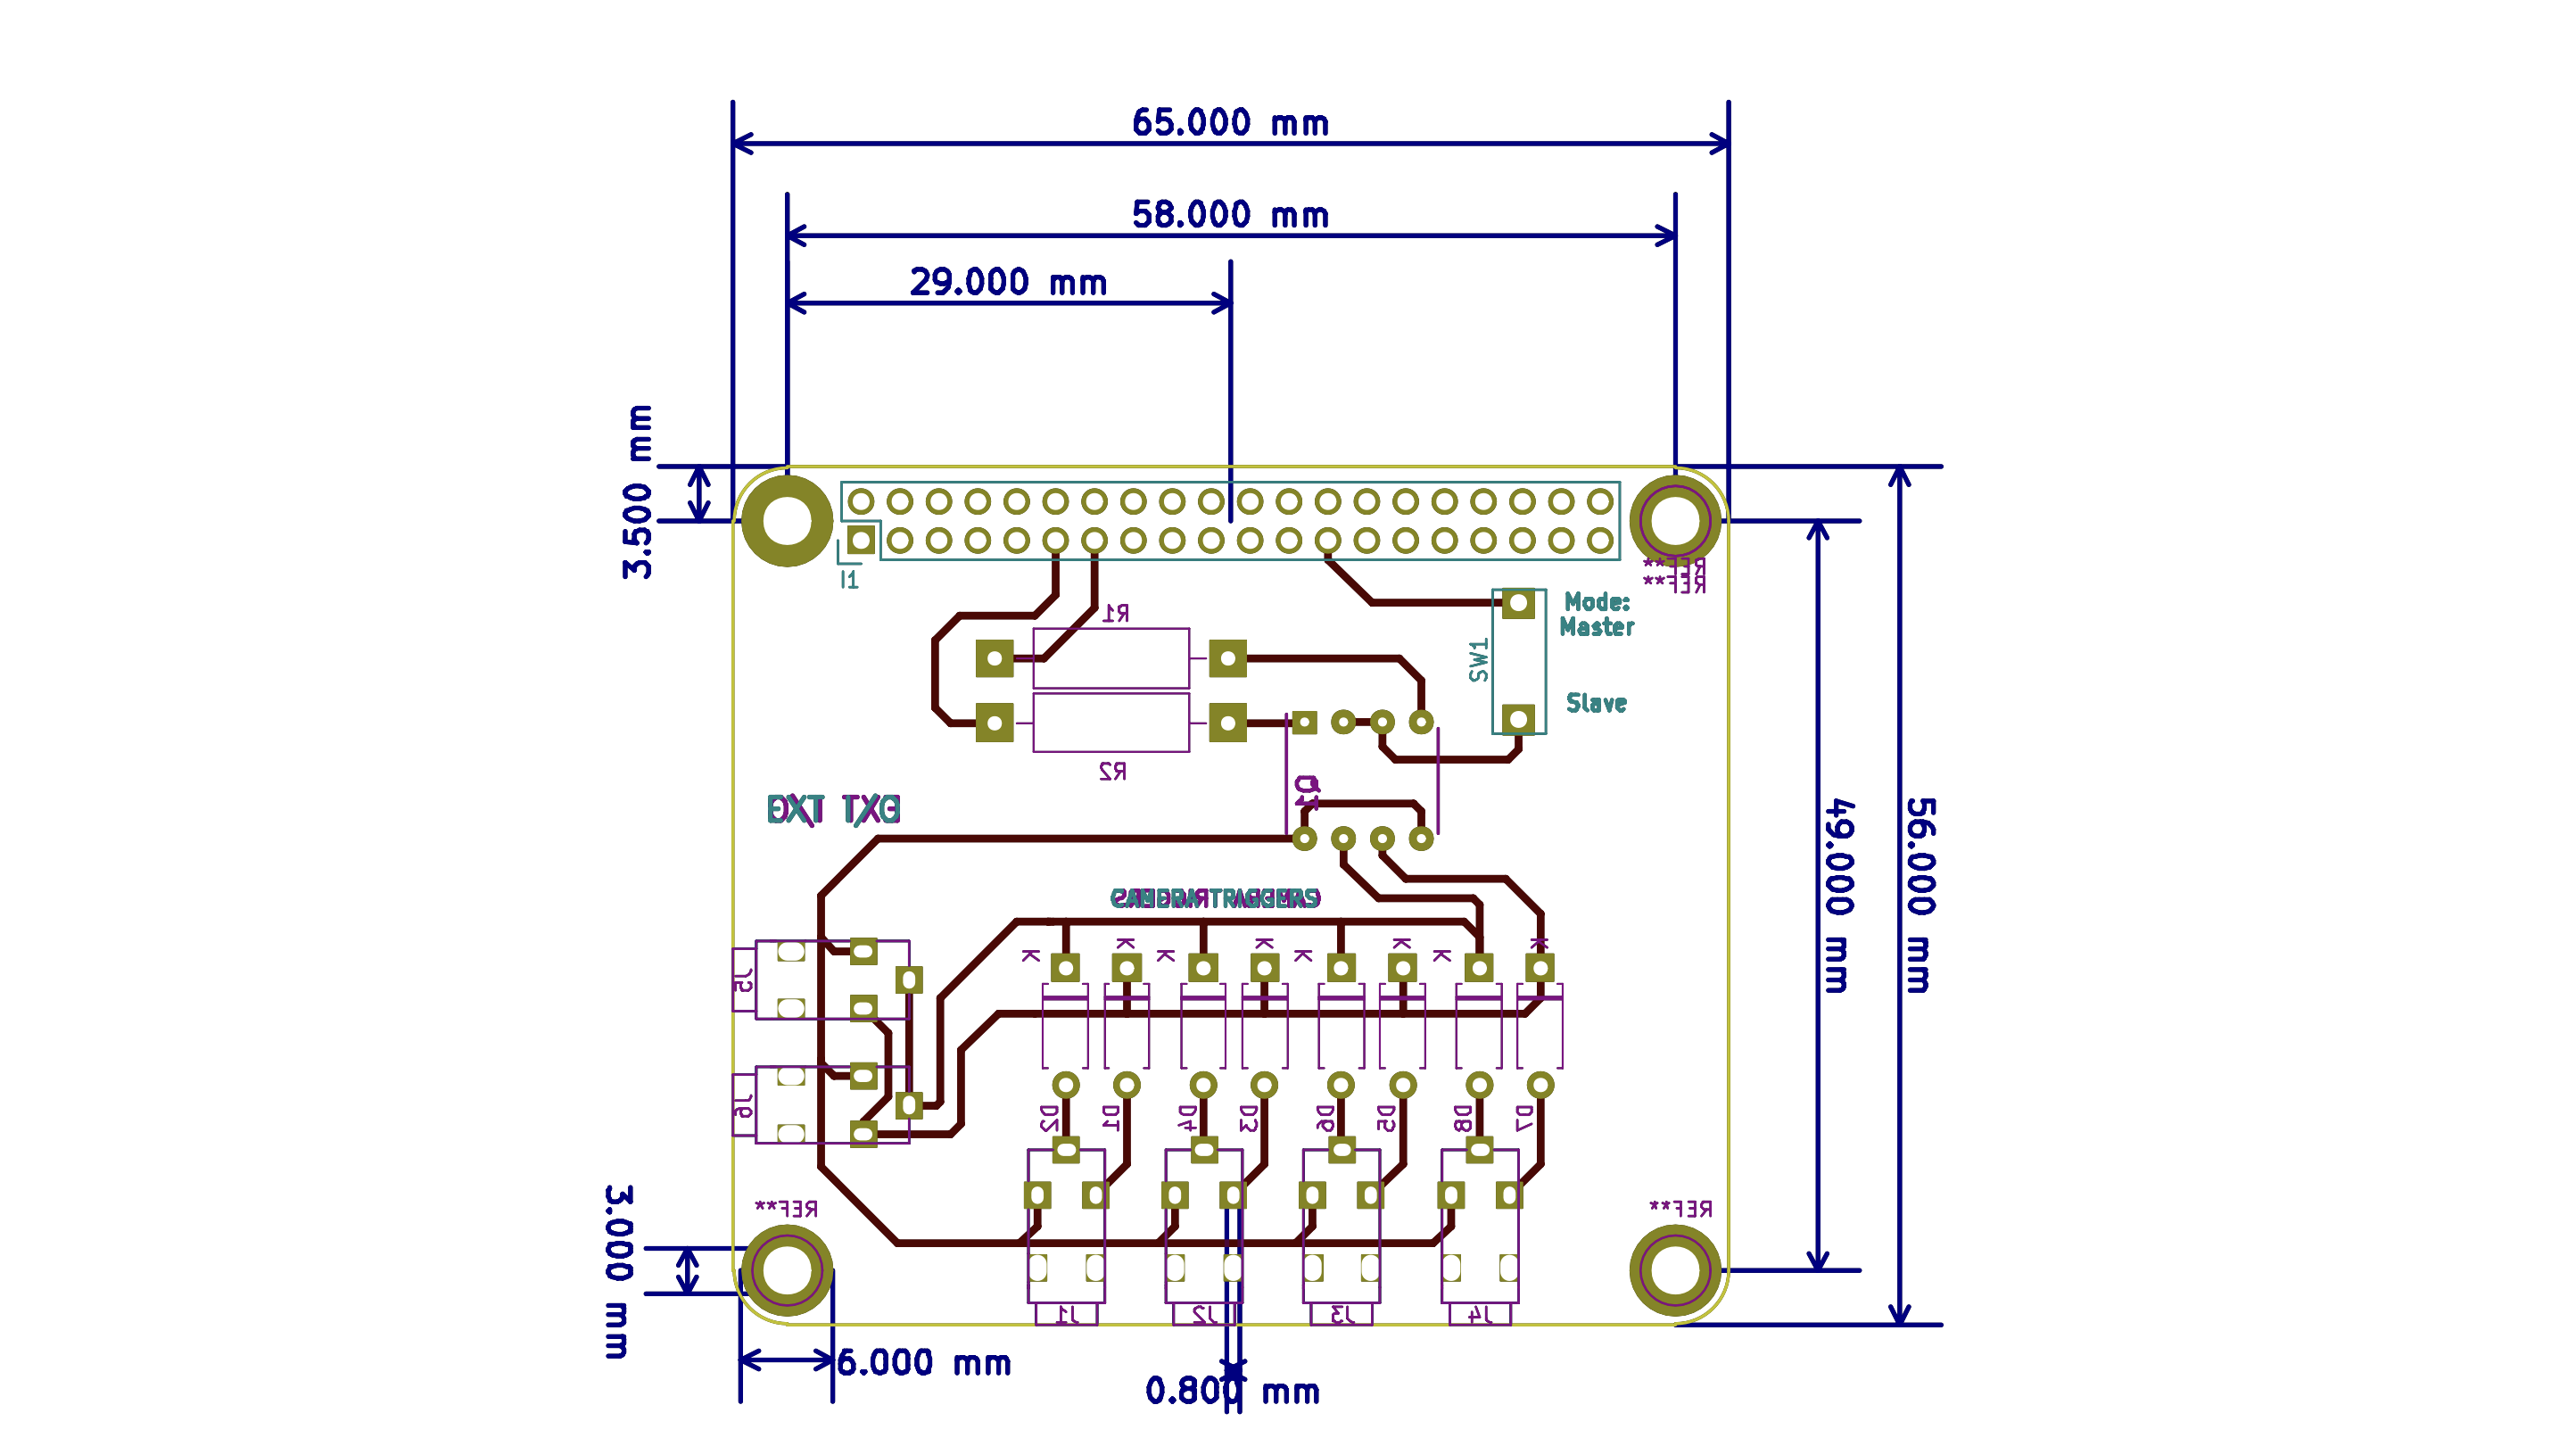 65.000 mm
58.000 mm
29.000 mm
3.500 mm
I1
REF**
REF**
Mode:
Master
R1
SW1
Slave
R2
Q1
EXT TXG
49.000 mm
56.000 mm
CAMERA TRIGGERS
K K K K K K K K
J5
J6
D2 D1 D4 D3 D6 D5 D8 D7
REF**
REF**
3.000 mm
J1 J2 J3 J4
6.000 mm
0.800 mm